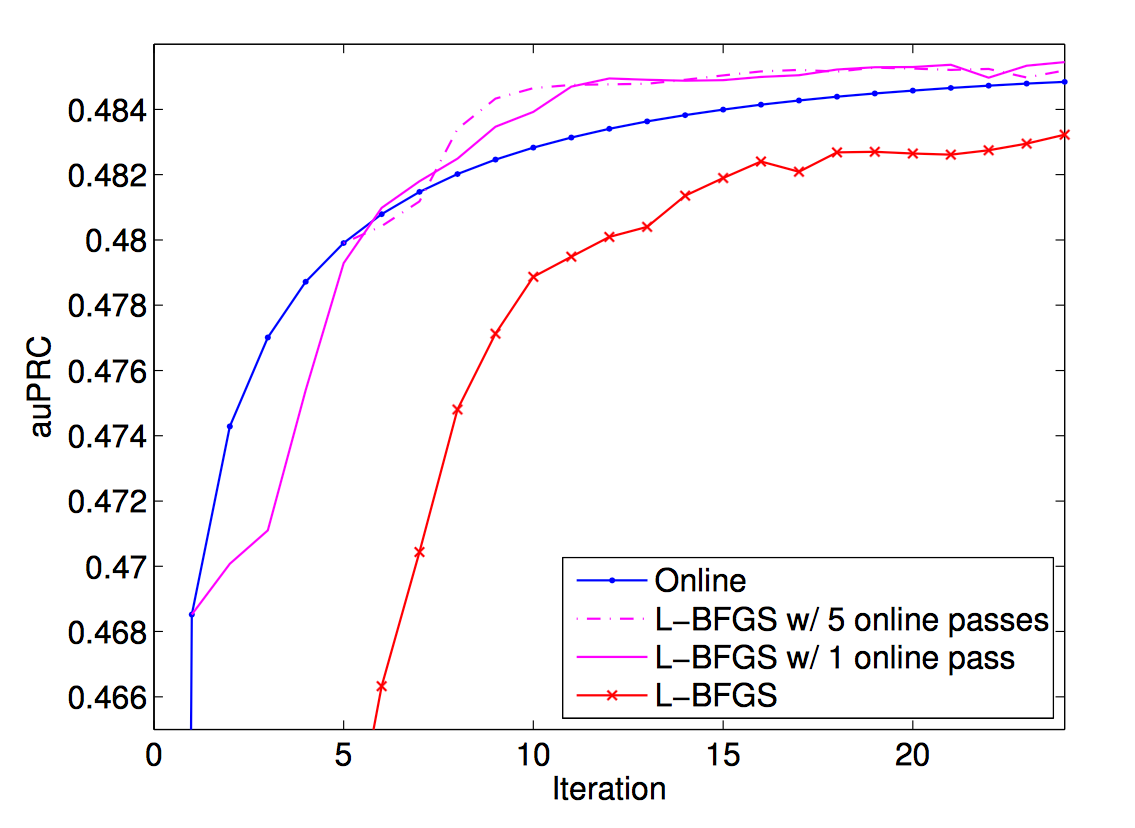 0.484
0.482
0.48
0.478
0.476
0.474
0.472
0.47
0.468
0.466
auPRC
0 5 10 15 20
Iteration
Online
L−BFGS w/ 5 online passes
L−BFGS w/ 1 online pass
L−BFGS